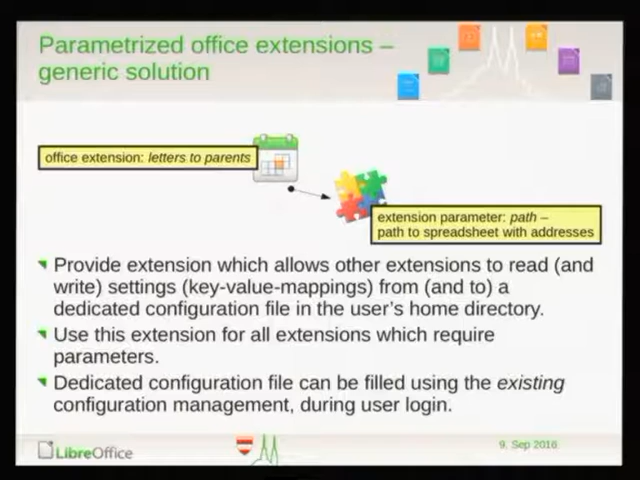 Parametrized office extensions –
generic solution
office extension: letters to parents
extension parameter: path –
path to spreadsheet with addresses
Provide extension which allows other extensions to read (and
write) settings (key-value-mappings) from (and to) a
dedicated configuration file in the user's home directory.
Use this extension for all extensions which require
parameters.
Dedicated configuration file can be filled using the existing
configuration management, during user login.
LibreOffice
9. Sep 2016